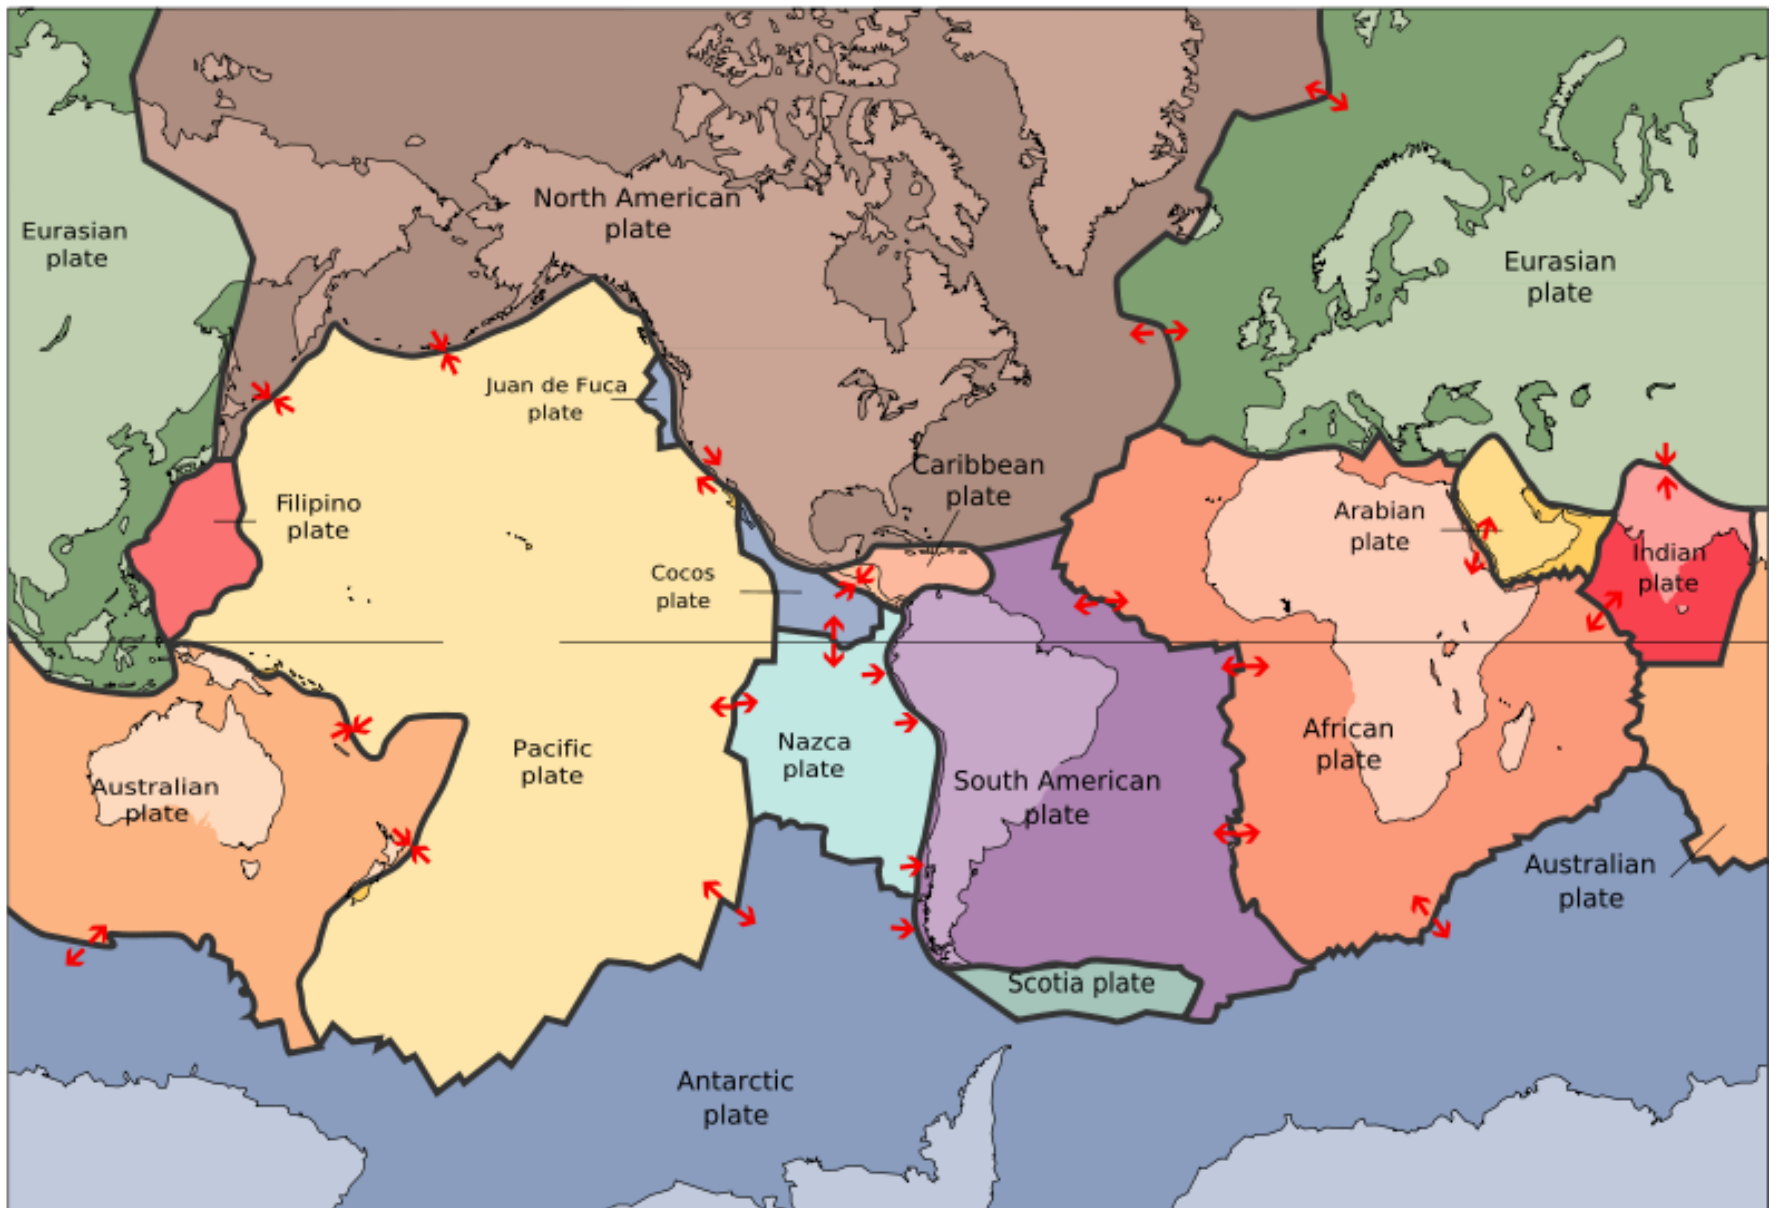 North American
plate
Eurasian
plate
Eurasian
plate
Juan de Fuca
plate
Caribbean
plate
Filipino
plate
Arabian
plate
Indian
plate
Cocos
plate
African
plate
Pacific
plate
Nazca
plate
South American
plate
Australian
plate
Australian
plate
Scotia plate
Antarctic
plate